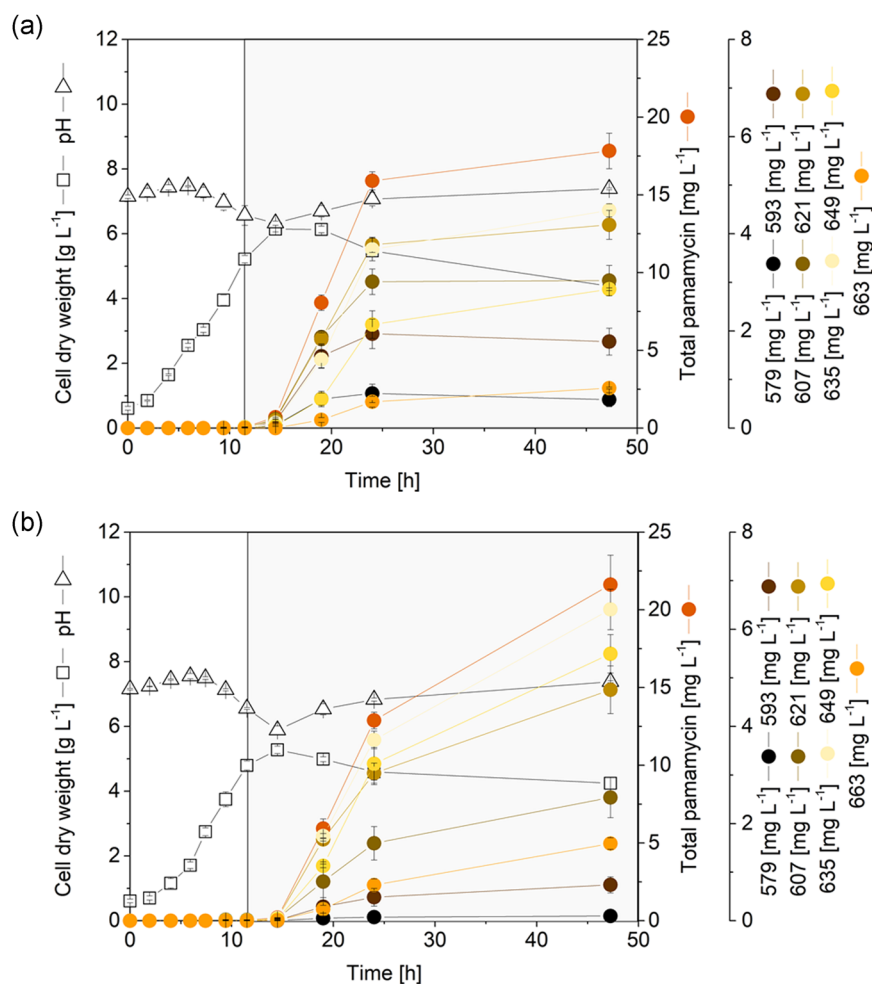 (a)
12
10
8
6
4
2
0
Cell dry weight [g L⁻¹]
pH
0
10
20
30
40
50
Time [h]
25
20
15
10
5
0
Total pamamycin [mg L⁻¹]
8
6
4
2
0
579 [mg L⁻¹]
593 [mg L⁻¹]
607 [mg L⁻¹]
621 [mg L⁻¹]
635 [mg L⁻¹]
649 [mg L⁻¹]
663 [mg L⁻¹]
(b)
12
10
8
6
4
2
0
Cell dry weight [g L⁻¹]
pH
0
10
20
30
40
50
Time [h]
25
20
15
10
5
0
Total pamamycin [mg L⁻¹]
8
6
4
2
0
579 [mg L⁻¹]
593 [mg L⁻¹]
607 [mg L⁻¹]
621 [mg L⁻¹]
635 [mg L⁻¹]
649 [mg L⁻¹]
663 [mg L⁻¹]